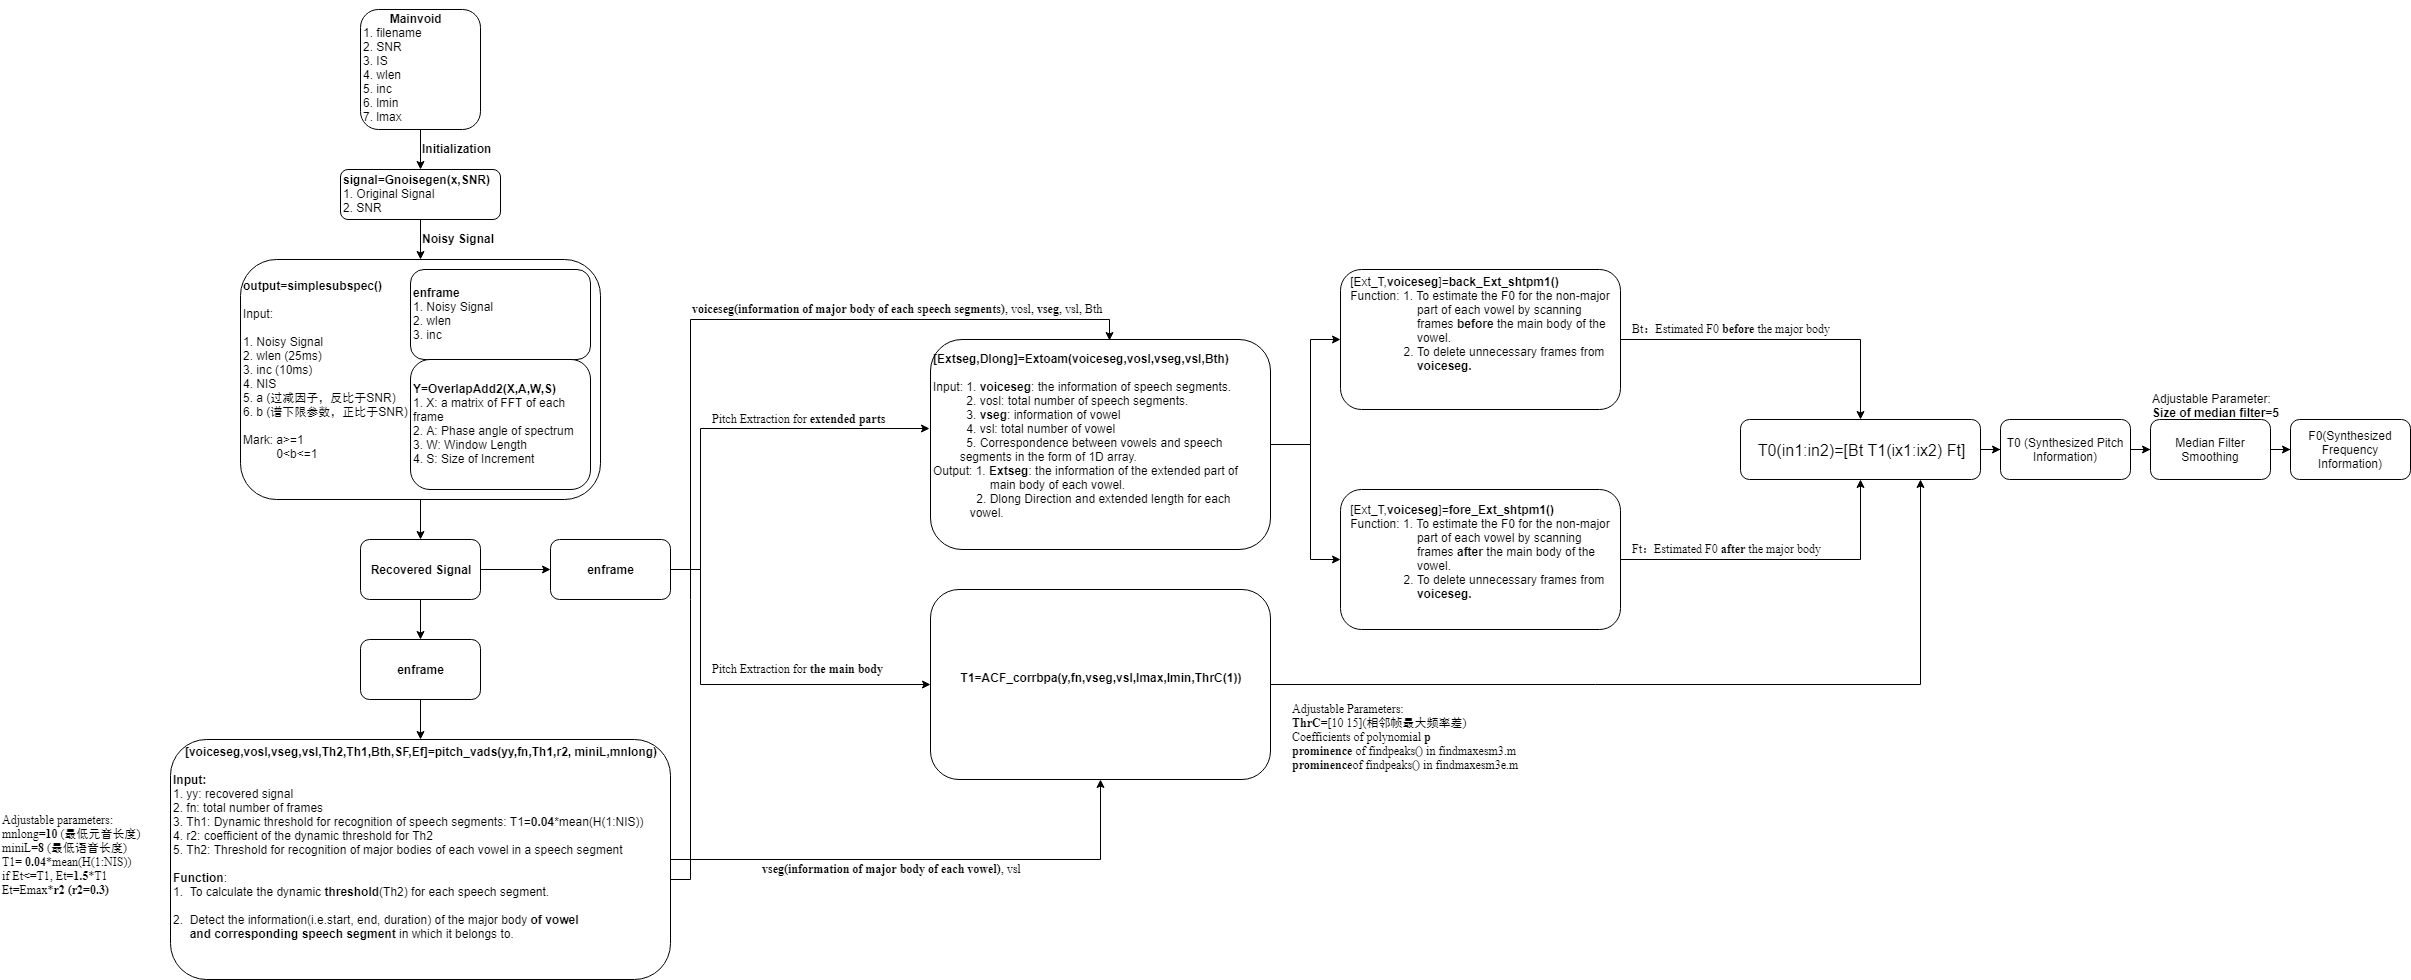 Mainvoid
1. filename
2. SNR
3. IS
4. wlen
5. inc
6. lmin
7. lmax
Initialization
signal=Gnoisegen(x,SNR)
1. Original Signal
2. SNR
Noisy Signal
output=simplesubspec()
Input:
1. Noisy Signal
2. wlen (25ms)
3. inc (10ms)
4. NIS
5. a (过减因子，反比于SNR)
6. b (谱下限参数，正比于SNR)
Mark: a>=1
0<b<=1
enframe
1. Noisy Signal
2. wlen
3. inc
Y=OverlapAdd2(X,A,W,S)
1. X: a matrix of FFT of each
frame
2. A: Phase angle of spectrum
3. W: Window Length
4. S: Size of Increment
Recovered Signal
enframe
enframe
[voiceseg,vosl,vseg,vsl,Th2,Th1,Bth,SF,Ef]=pitch_vads(yy,fn,Th1,r2, miniL,mnlong)
Input:
1. yy: recovered signal
2. fn: total number of frames
3. Th1: Dynamic threshold for recognition of speech segments: T1=0.04*mean(H(1:NIS))
4. r2: coefficient of the dynamic threshold for Th2
5. Th2: Threshold for recognition of major bodies of each vowel in a speech segment
Function:
1. To calculate the dynamic threshold(Th2) for each speech segment.
2. Detect the information(i.e.start, end, duration) of the major body of vowel
and corresponding speech segment in which it belongs to.
Adjustable parameters:
mnlong=10 (最低元音长度)
miniL=8 (最低语音长度)
T1= 0.04*mean(H(1:NIS))
if Et<=T1, Et=1.5*T1
Et=Emax*r2 (r2=0.3)
voiceseg(information of major body of each speech segments), vosl, vseg, vsl, Bth
Pitch Extraction for extended parts
Pitch Extraction for the main body
vseg(information of major body of each vowel), vsl
[Extseg,Dlong]=Extoam(voiceseg,vosl,vseg,vsl,Bth)
Input: 1. voiceseg: the information of speech segments.
2. vosl: total number of speech segments.
3. vseg: information of vowel
4. vsl: total number of vowel
5. Correspondence between vowels and speech
segments in the form of 1D array.
Output: 1. Extseg: the information of the extended part of
main body of each vowel.
2. Dlong Direction and extended length for each
vowel.
T1=ACF_corrbpa(y,fn,vseg,vsl,lmax,lmin,ThrC(1))
Adjustable Parameters:
ThrC=[10 15](相邻帧最大频率差)
Coefficients of polynomial p
prominence of findpeaks() in findmaxesm3.m
prominenceof findpeaks() in findmaxesm3e.m
[Ext_T,voiceseg]=back_Ext_shtpm1()
Function: 1. To estimate the F0 for the non-major
part of each vowel by scanning
frames before the main body of the
vowel.
2. To delete unnecessary frames from
voiceseg.
Bt：Estimated F0 before the major body
[Ext_T,voiceseg]=fore_Ext_shtpm1()
Function: 1. To estimate the F0 for the non-major
part of each vowel by scanning
frames after the main body of the
vowel.
2. To delete unnecessary frames from
voiceseg.
Ft：Estimated F0 after the major body
T0(in1:in2)=[Bt T1(ix1:ix2) Ft]
T0 (Synthesized Pitch
Information)
Adjustable Parameter:
Size of median filter=5
Median Filter
Smoothing
F0(Synthesized
Frequency
Information)